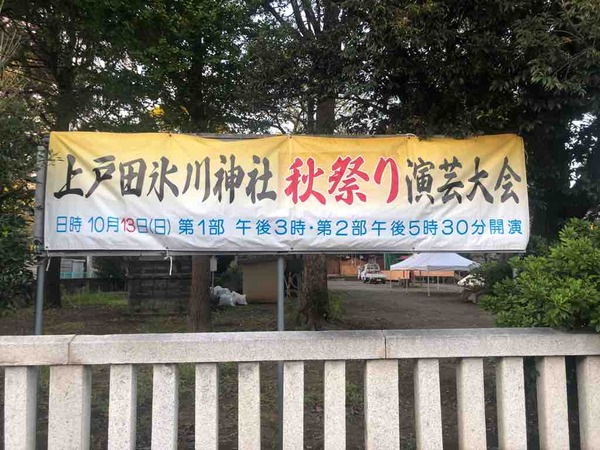 上戸田氷川神社 秋祭り 演芸大会
日時 10月13日(日) 第1部 午後3時・第2部 午後5時30分開演